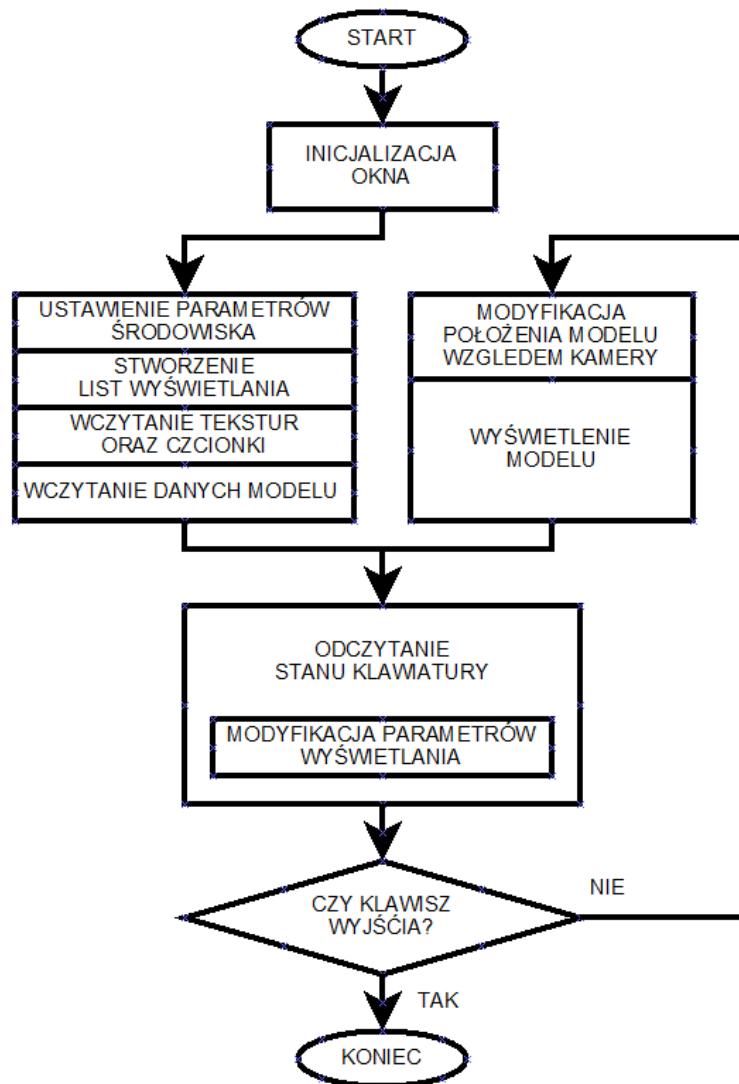 START
INICJALIZACJA
OKNA
USTAWIENIE PARAMETRÓW
ŚRODOWISKA
STWORZENIE
LIST WYŚWIETLANIA
WCZYTANIE TEKSTUR
ORAZ CZCIONKI
WCZYTANIE DANYCH MODELU
MODYFIKACJA
POŁOŻENIA MODELU
WZGLEDEM KAMERY
WYŚWIETLENIE
MODELU
ODCZYTANIE
STANU KLAWIATURY
MODYFIKACJA PARAMETRÓW
WYŚWIETLANIA
CZY KLAWISZ
WYJŚĆIA?
NIE
TAK
KONIEC